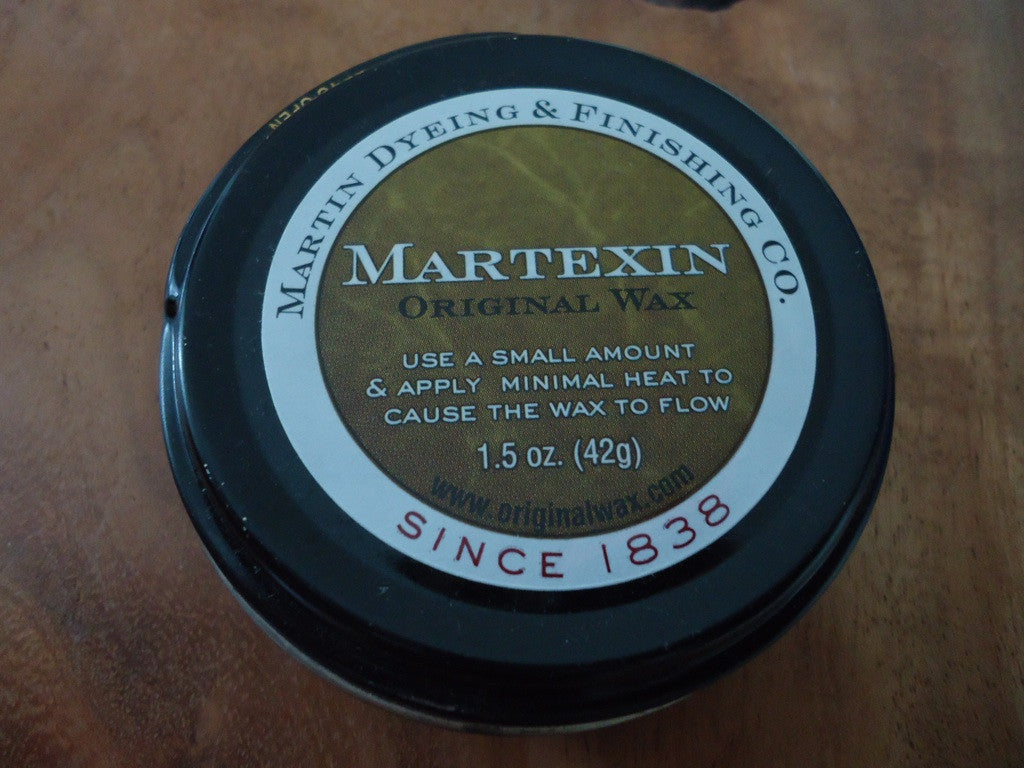 MARTIN DYEING & FINISHING CO.
MARTEXIN
ORIGINAL WAX
USE A SMALL AMOUNT
& APPLY MINIMAL HEAT TO
CAUSE THE WAX TO FLOW
1.5 oz. (42g)
www.originalwax.com
SINCE 1838